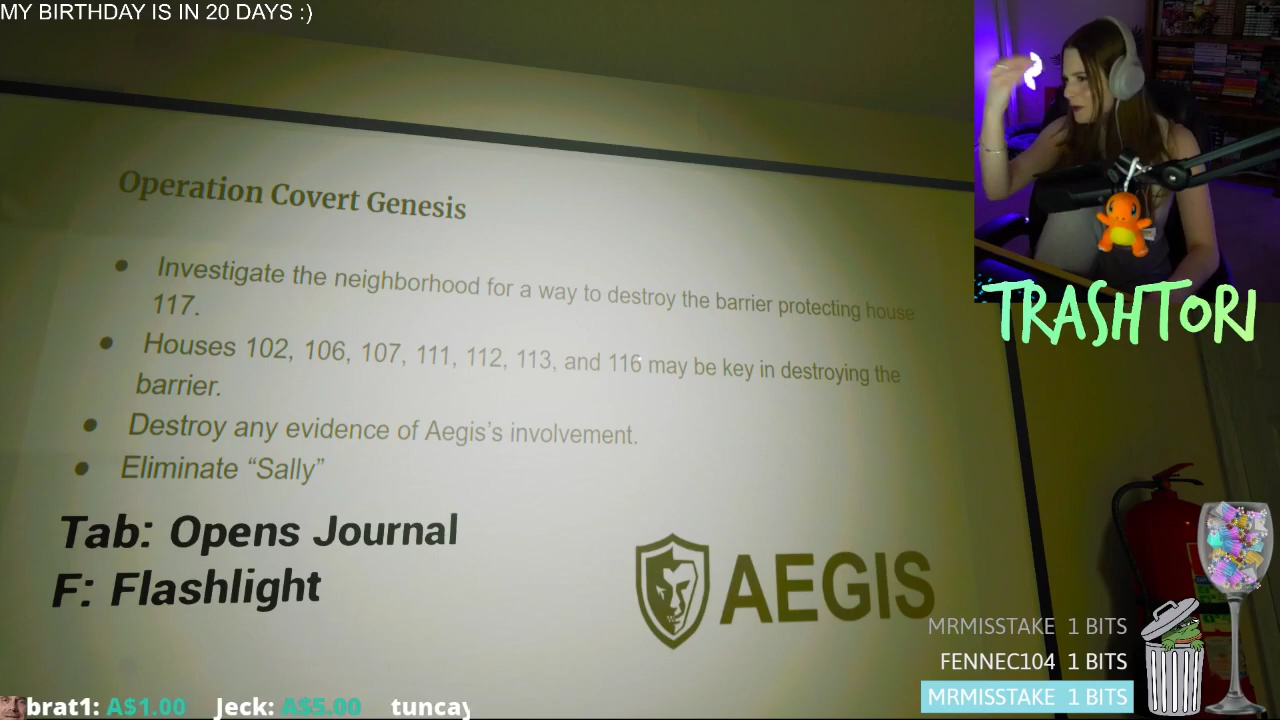 MY BIRTHDAY IS IN 20 DAYS :)
Operation Covert Genesis
● Investigate the neighborhood for a way to destroy the barrier protecting house
117.
● Houses 102, 106, 107, 111, 112, 113, and 116 may be key in destroying the
barrier.
● Destroy any evidence of Aegis's involvement.
● Eliminate “Sally”
Tab: Opens Journal
F: Flashlight
AEGIS
TRASHTORI
MRMISSTAKE 1 BITS
FENNEC104 1 BITS
MRMISSTAKE 1 BITS
brat1: A$1.00 Jeck: A$5.00 tuncay